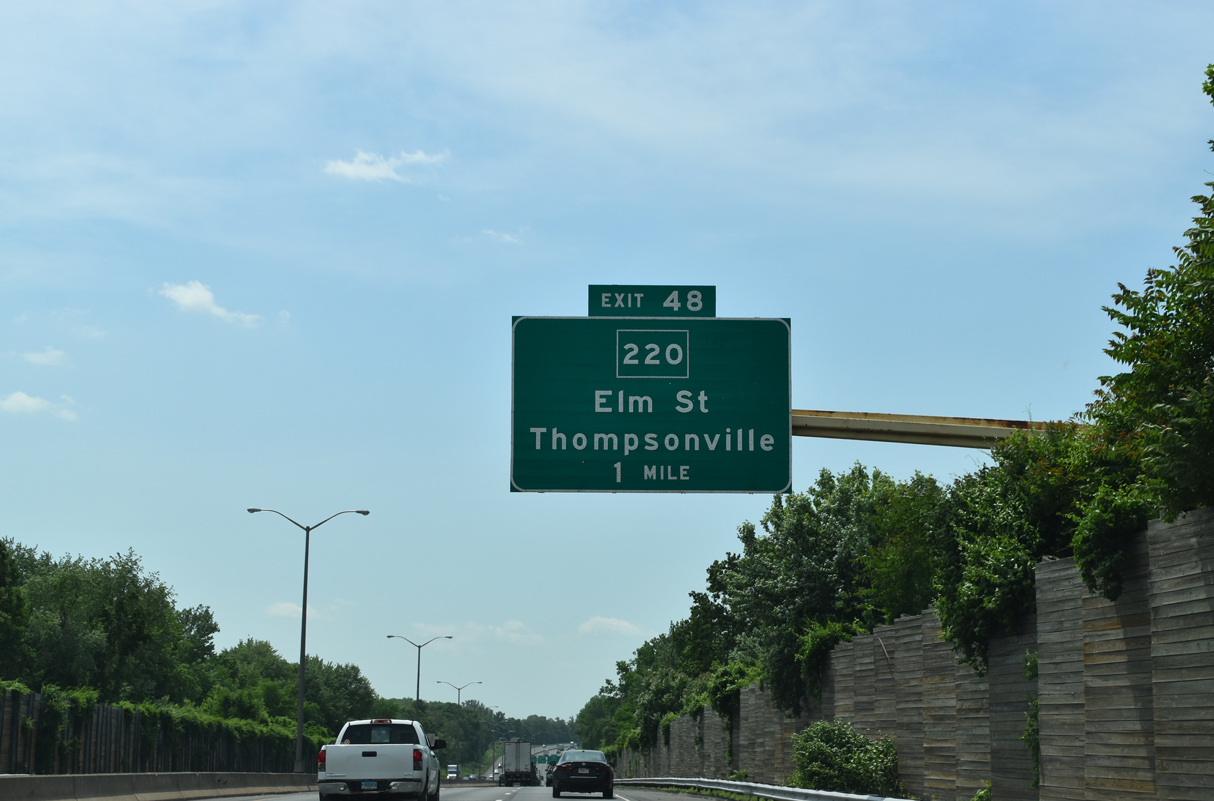 EXIT 48
220
Elm St
Thompsonville
1 MILE